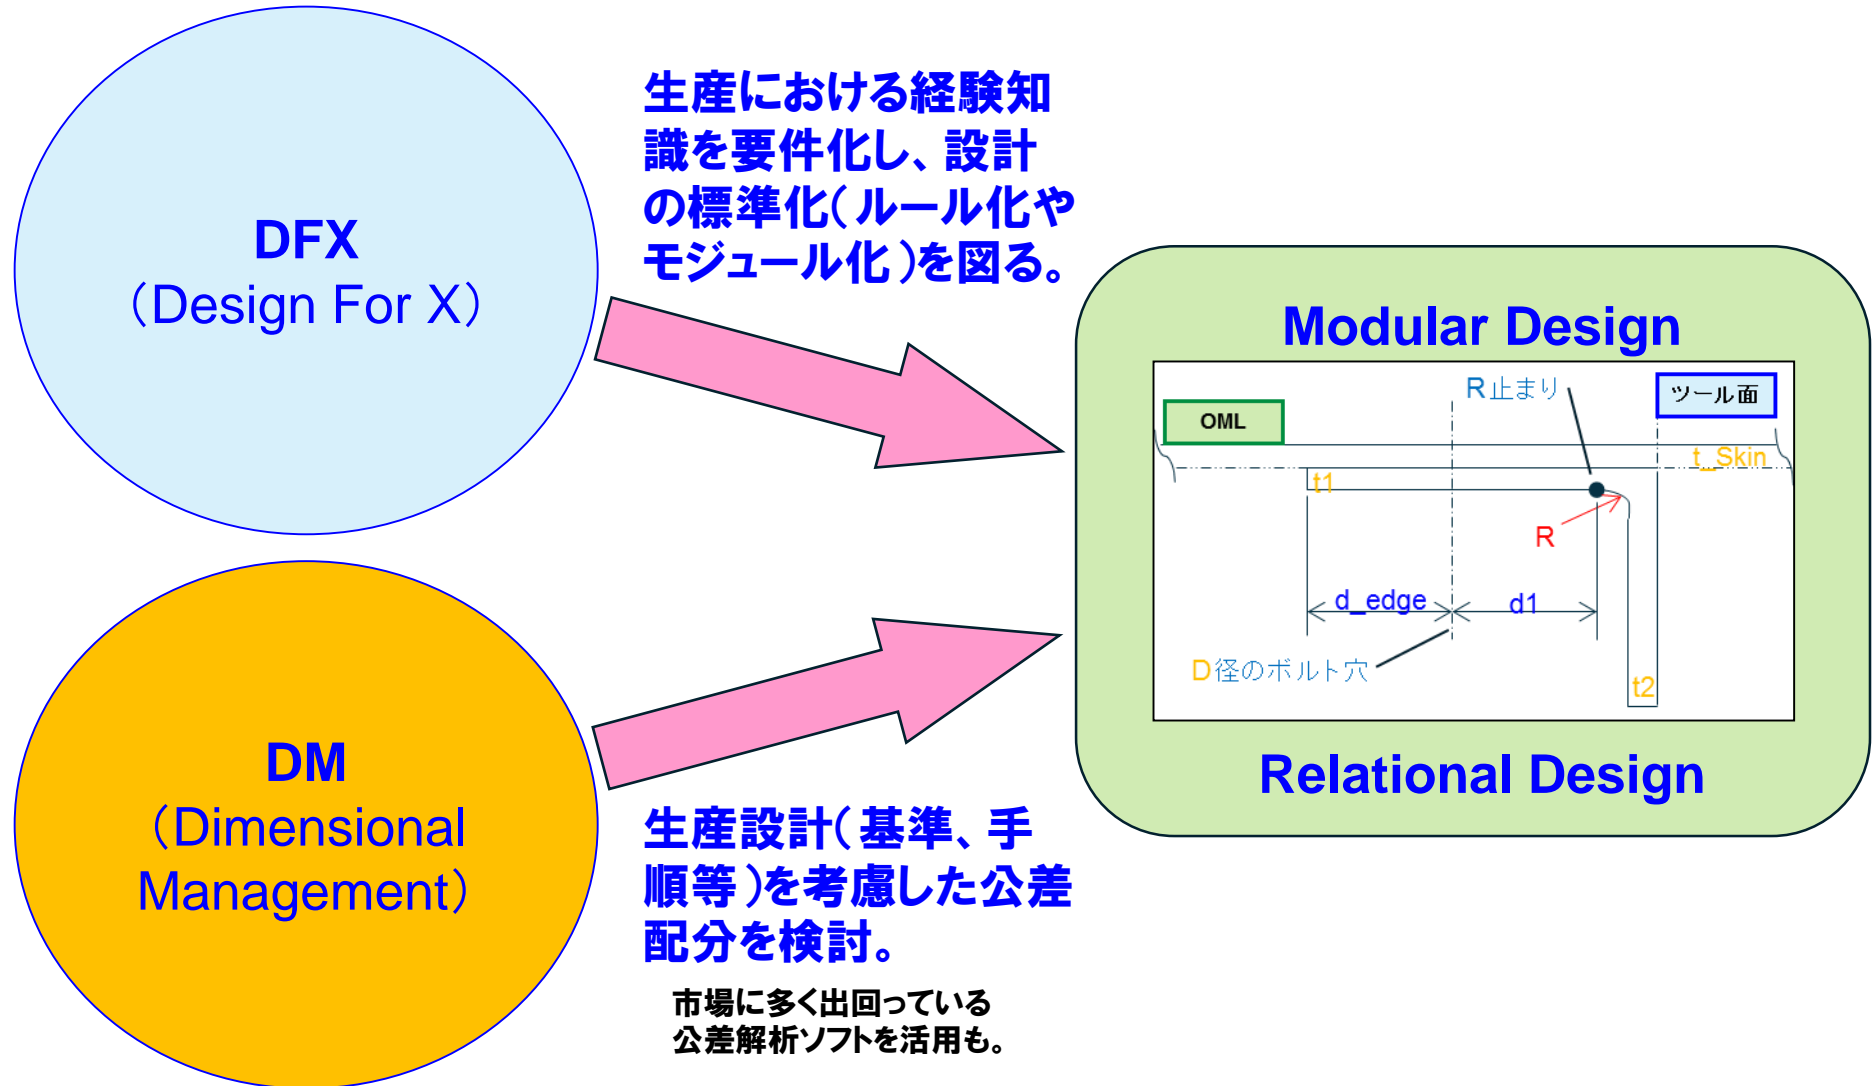 DFX
（Design For X）
生産における経験知
識を要件化し、設計
の標準化（ルール化や
モジュール化）を図る。
DM
（Dimensional
Management）
生産設計（基準、手
順等）を考慮した公差
配分を検討。
市場に多く出回っている
公差解析ソフトを活用も。
Modular Design
R止まり
ツール面
OML
t_Skin
t1
R
d_edge
d1
D径のボルト穴
t2
Relational Design